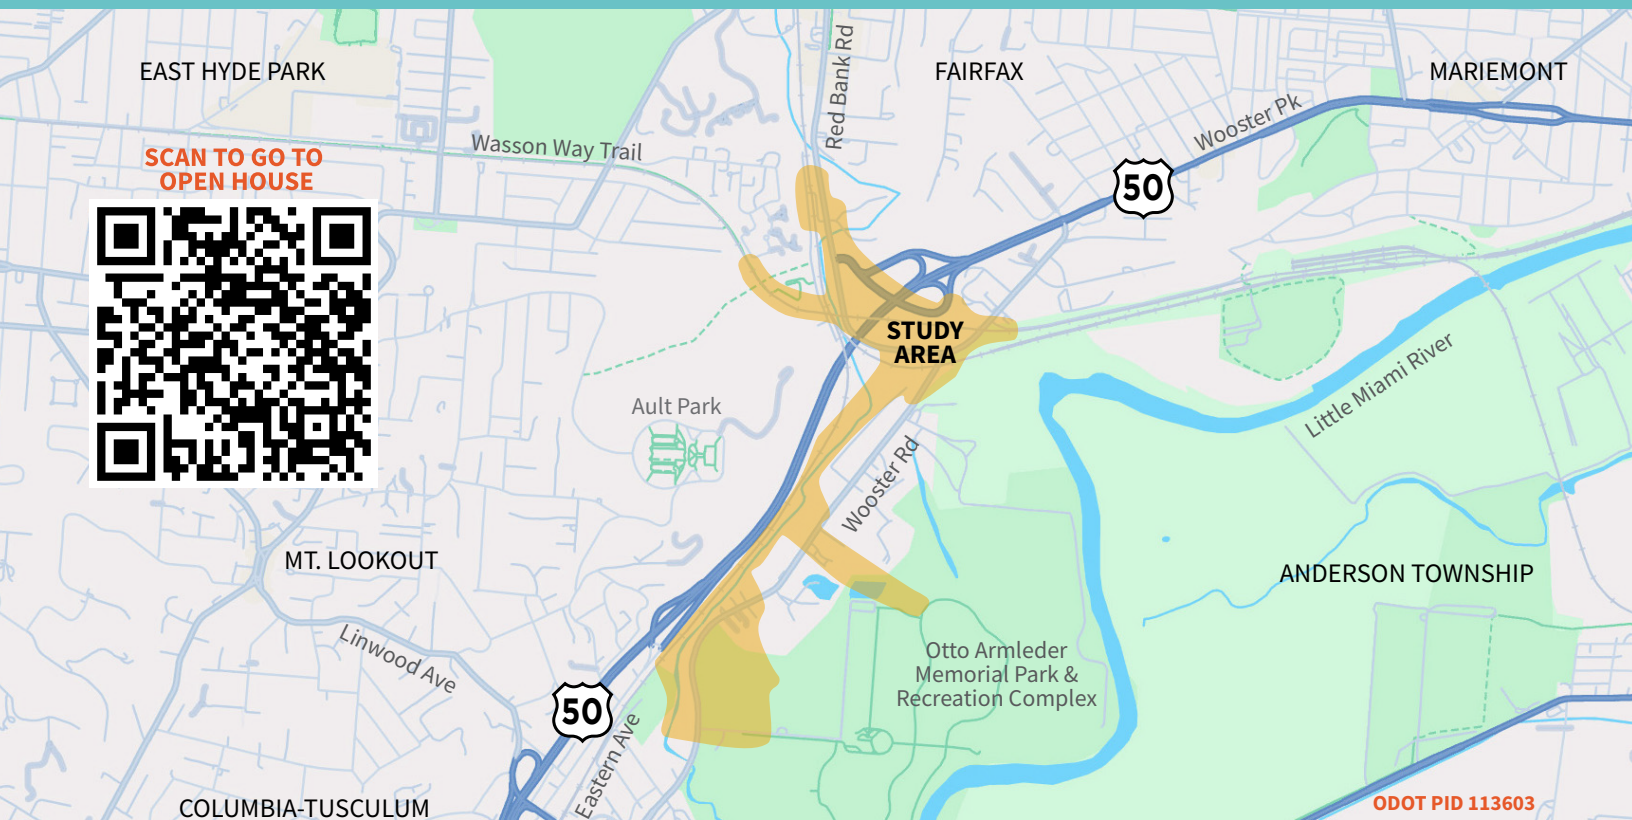 EAST HYDE PARK
Red Bank Rd
FAIRFAX
MARIEMONT
Wooster Pk
Wasson Way Trail
SCAN TO GO TO
OPEN HOUSE
50
STUDY
AREA
Little Miami River
Ault Park
Wooster Rd
MT. LOOKOUT
ANDERSON TOWNSHIP
Linwood Ave
Otto Armleder
Memorial Park &
Recreation Complex
50
Eastern Ave
COLUMBIA-TUSCULUM
ODOT PID 113603